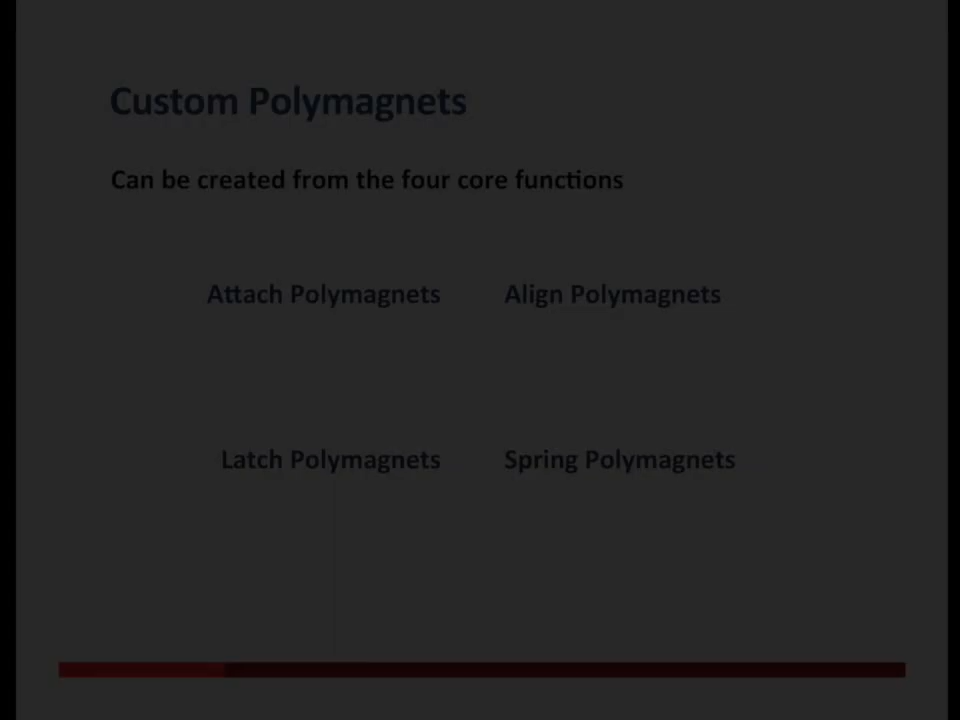 Custom Polymagnets
Can be created from the four core functions
Attach Polymagnets
Align Polymagnets
Latch Polymagnets
Spring Polymagnets